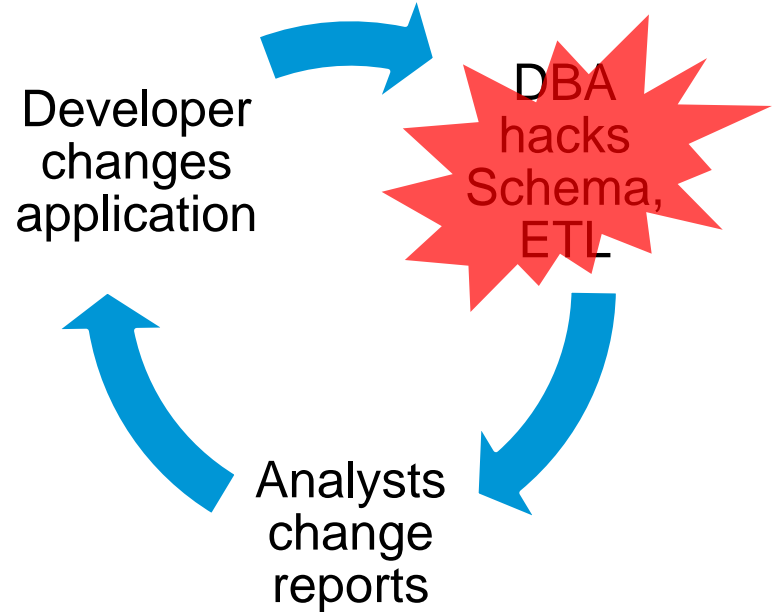 Developer
changes
application
DBA
hacks
Schema,
ETL
Analysts
change
reports